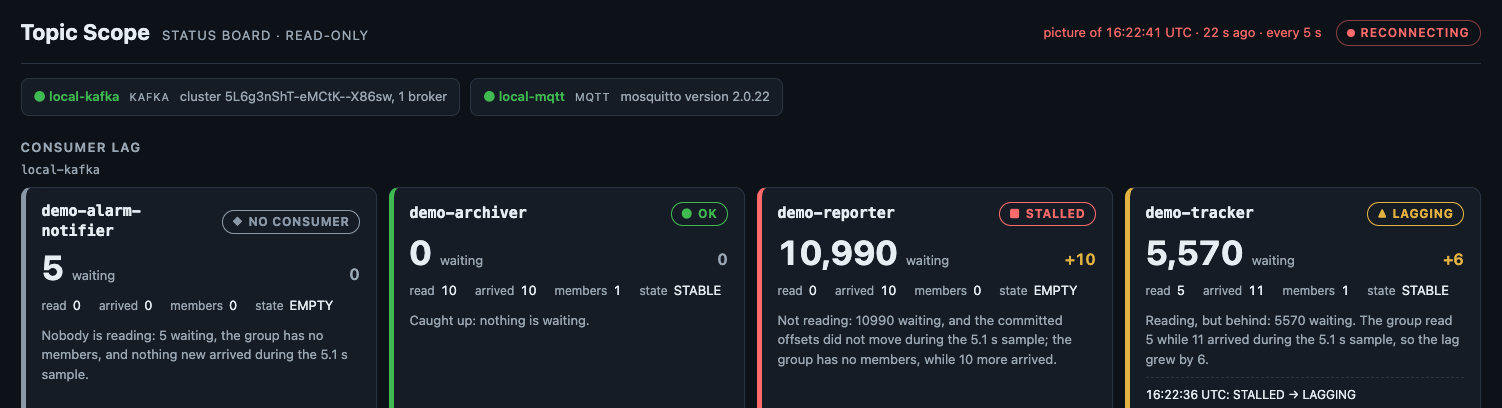 Topic Scope STATUS BOARD · READ-ONLY
picture of 16:22:41 UTC · 22 s ago · every 5 s RECONNECTING
local-kafka KAFKA cluster 5L6g3nShT-eMCtK--X86sw, 1 broker
local-mqtt MQTT mosquitto version 2.0.22
CONSUMER LAG
local-kafka
demo-alarm-
notifier
NO CONSUMER
5 waiting 0
read 0 arrived 0 members 0 state EMPTY
Nobody is reading: 5 waiting, the group has no
members, and nothing new arrived during the 5.1 s
sample.
demo-archiver OK
0 waiting 0
read 10 arrived 10 members 1 state STABLE
Caught up: nothing is waiting.
demo-reporter STALLED
10,990 waiting +10
read 0 arrived 10 members 0 state EMPTY
Not reading: 10990 waiting, and the committed
offsets did not move during the 5.1 s sample; the
group has no members, while 10 more arrived.
demo-tracker LAGGING
5,570 waiting +6
read 5 arrived 11 members 1 state STABLE
Reading, but behind: 5570 waiting. The group read
5 while 11 arrived during the 5.1 s sample, so the lag
grew by 6.
16:22:36 UTC: STALLED → LAGGING